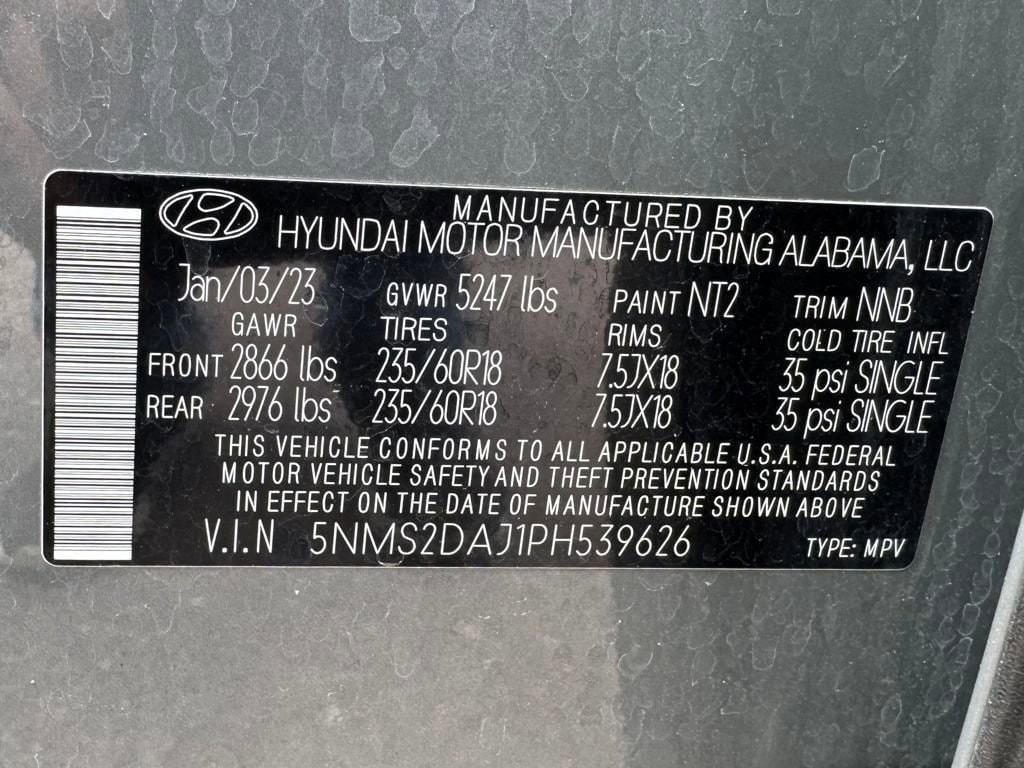 MANUFACTURED BY
HYUNDAI MOTOR MANUFACTURING ALABAMA, LLC
Jan/03/23 GVWR 5247 lbs PAINT NT2 TRIM NNB
GAWR TIRES RIMS COLD TIRE INFL
FRONT 2866 lbs 235/60R18 7.5JX18 35 psi SINGLE
REAR 2976 lbs 235/60R18 7.5JX18 35 psi SINGLE
THIS VEHICLE CONFORMS TO ALL APPLICABLE U.S.A. FEDERAL
MOTOR VEHICLE SAFETY AND THEFT PREVENTION STANDARDS
IN EFFECT ON THE DATE OF MANUFACTURE SHOWN ABOVE
V.I.N 5NMS2DAJ1PH539626 TYPE: MPV